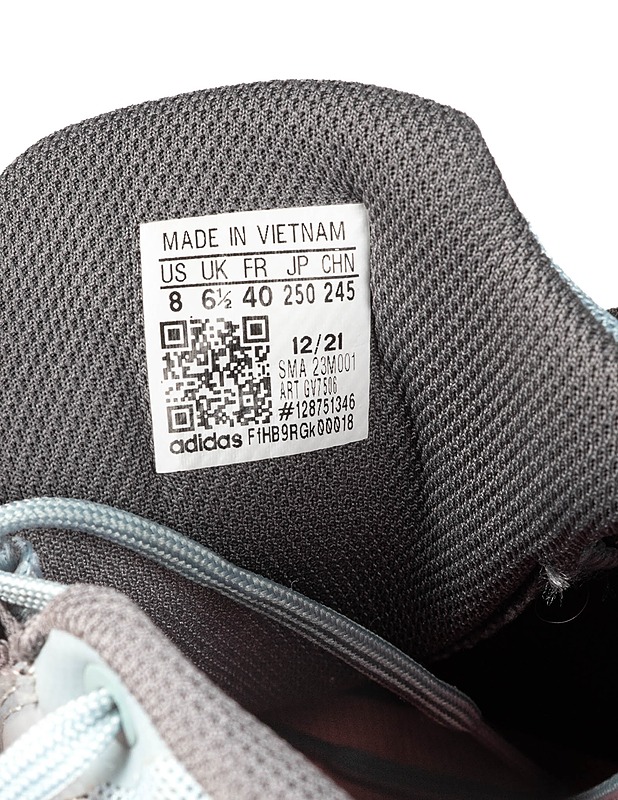 MADE IN VIETNAM
US UK FR JP CHN
8 6½ 40 250 245
12/21
SMA 23M001
ART GV7506
#128751346
adidas F1HB9RGk00018